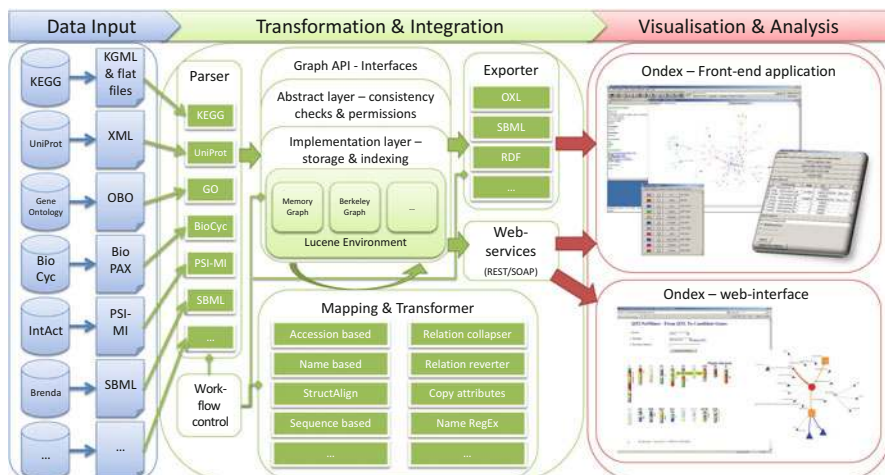 Data Input
Transformation & Integration
Visualisation & Analysis
KEGG
KGML
& flat
files
UniProt
XML
Gene
Ontology
OBO
Bio
Cyc
Bio
PAX
IntAct
PSI-
MI
Brenda
SBML
...
...
Parser
KEGG
UniProt
GO
BioCyc
PSI-MI
SBML
...
Work-
flow
control
Graph API - Interfaces
Abstract layer – consistency
checks & permissions
Implementation layer –
storage & indexing
Memory
Graph
Berkeley
Graph
...
Lucene Environment
Exporter
OXL
SBML
RDF
...
Web-
services
(REST/SOAP)
Mapping & Transformer
Accession based
Relation collapser
Name based
Relation reverter
StructAlign
Copy attributes
Sequence based
Name RegEx
...
...
Ondex – Front-end application
Ondex – web-interface